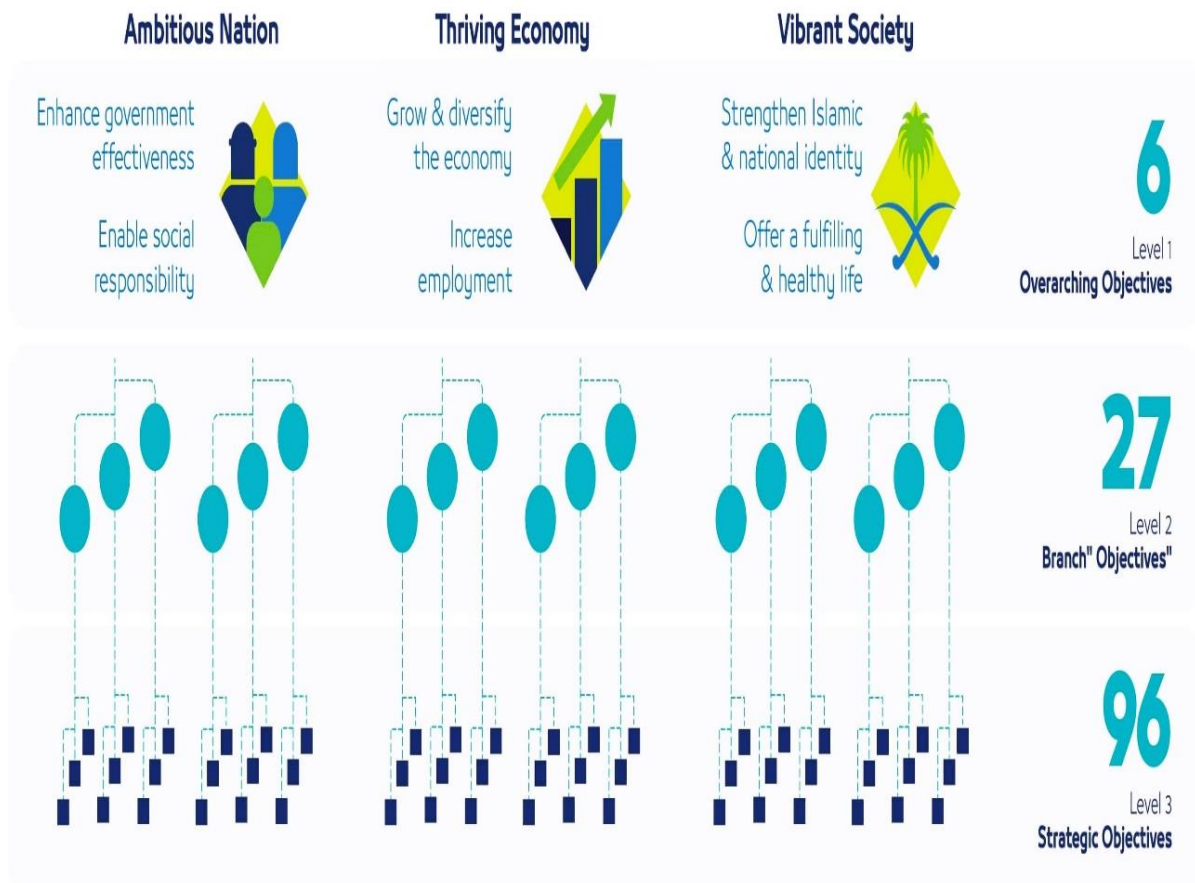 Ambitious Nation
Thriving Economy
Vibrant Society
Enhance government
effectiveness
Enable social
responsibility
Grow & diversify
the economy
Increase
employment
Strengthen Islamic
& national identity
Offer a fulfilling
& healthy life
6
Level 1
Overarching Objectives
27
Level 2
Branch" Objectives"
96
Level 3
Strategic Objectives